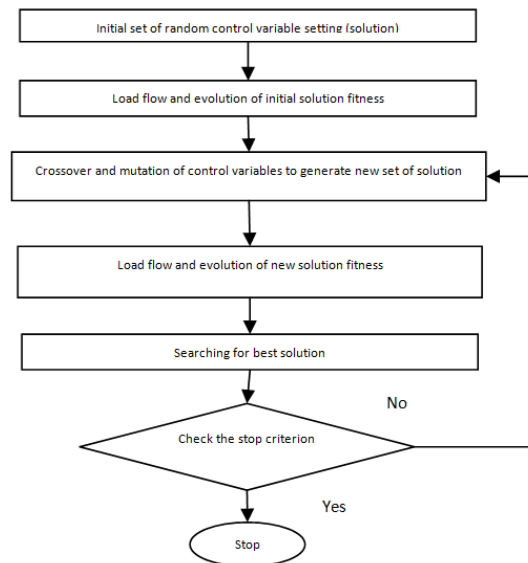 Initial set of random control variable setting (solution)
Load flow and evolution of initial solution fitness
Crossover and mutation of control variables to generate new set of solution
Load flow and evolution of new solution fitness
Searching for best solution
No
Check the stop criterion
Yes
Stop